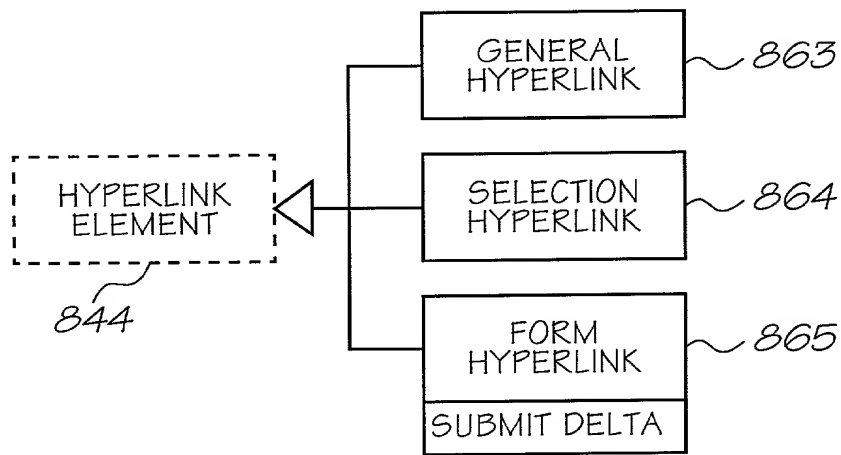 GENERAL
HYPERLINK
863
HYPERLINK
ELEMENT
844
SELECTION
HYPERLINK
864
FORM
HYPERLINK
865
SUBMIT DELTA